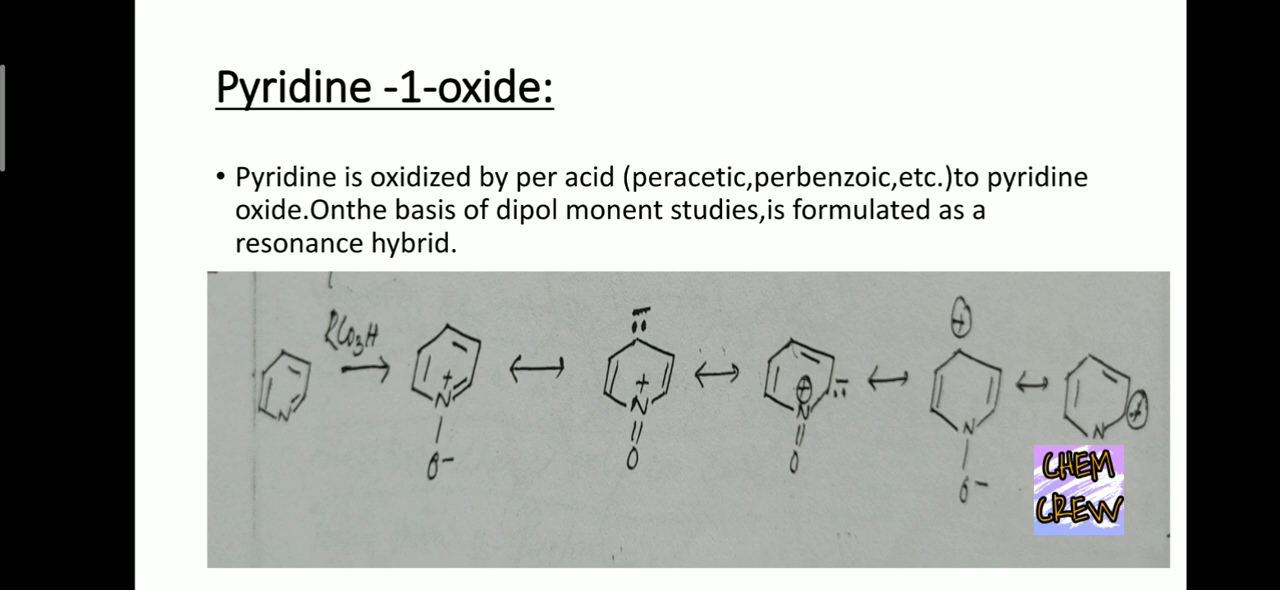 Pyridine -1-oxide:
• Pyridine is oxidized by per acid (peracetic,perbenzoic,etc.)to pyridine
oxide.Onthe basis of dipol monent studies,is formulated as a
resonance hybrid.
RCO₃H
+ + ⊕ ⊕ ⊕
N N N N N N
O⁻ O O O⁻
CHEM
CREW